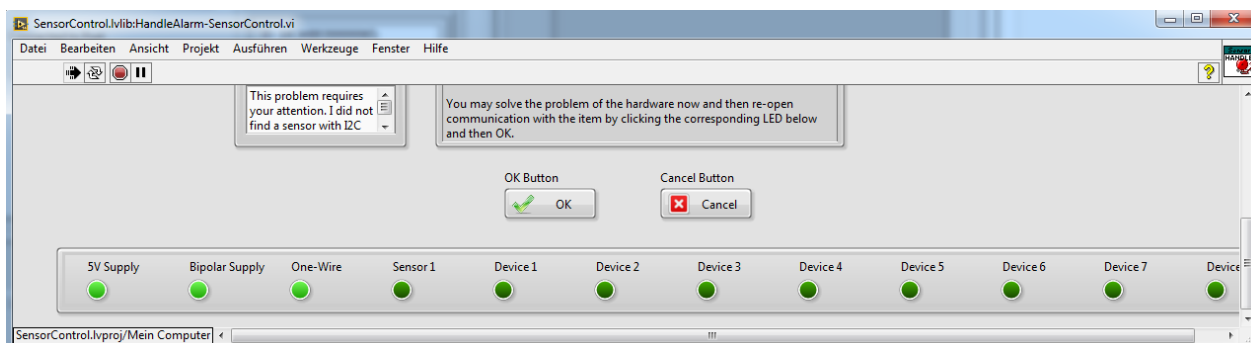 SensorControl.lvlib:HandleAlarm-SensorControl.vi
Datei Bearbeiten Ansicht Projekt Ausführen Werkzeuge Fenster Hilfe
This problem requires
your attention. I did not
find a sensor with I2C
You may solve the problem of the hardware now and then re-open
communication with the item by clicking the corresponding LED below
and then OK.
OK Button Cancel Button
OK Cancel
5V Supply Bipolar Supply One-Wire Sensor 1 Device 1 Device 2 Device 3 Device 4 Device 5 Device 6 Device 7 Device
SensorControl.lvproj/Mein Computer